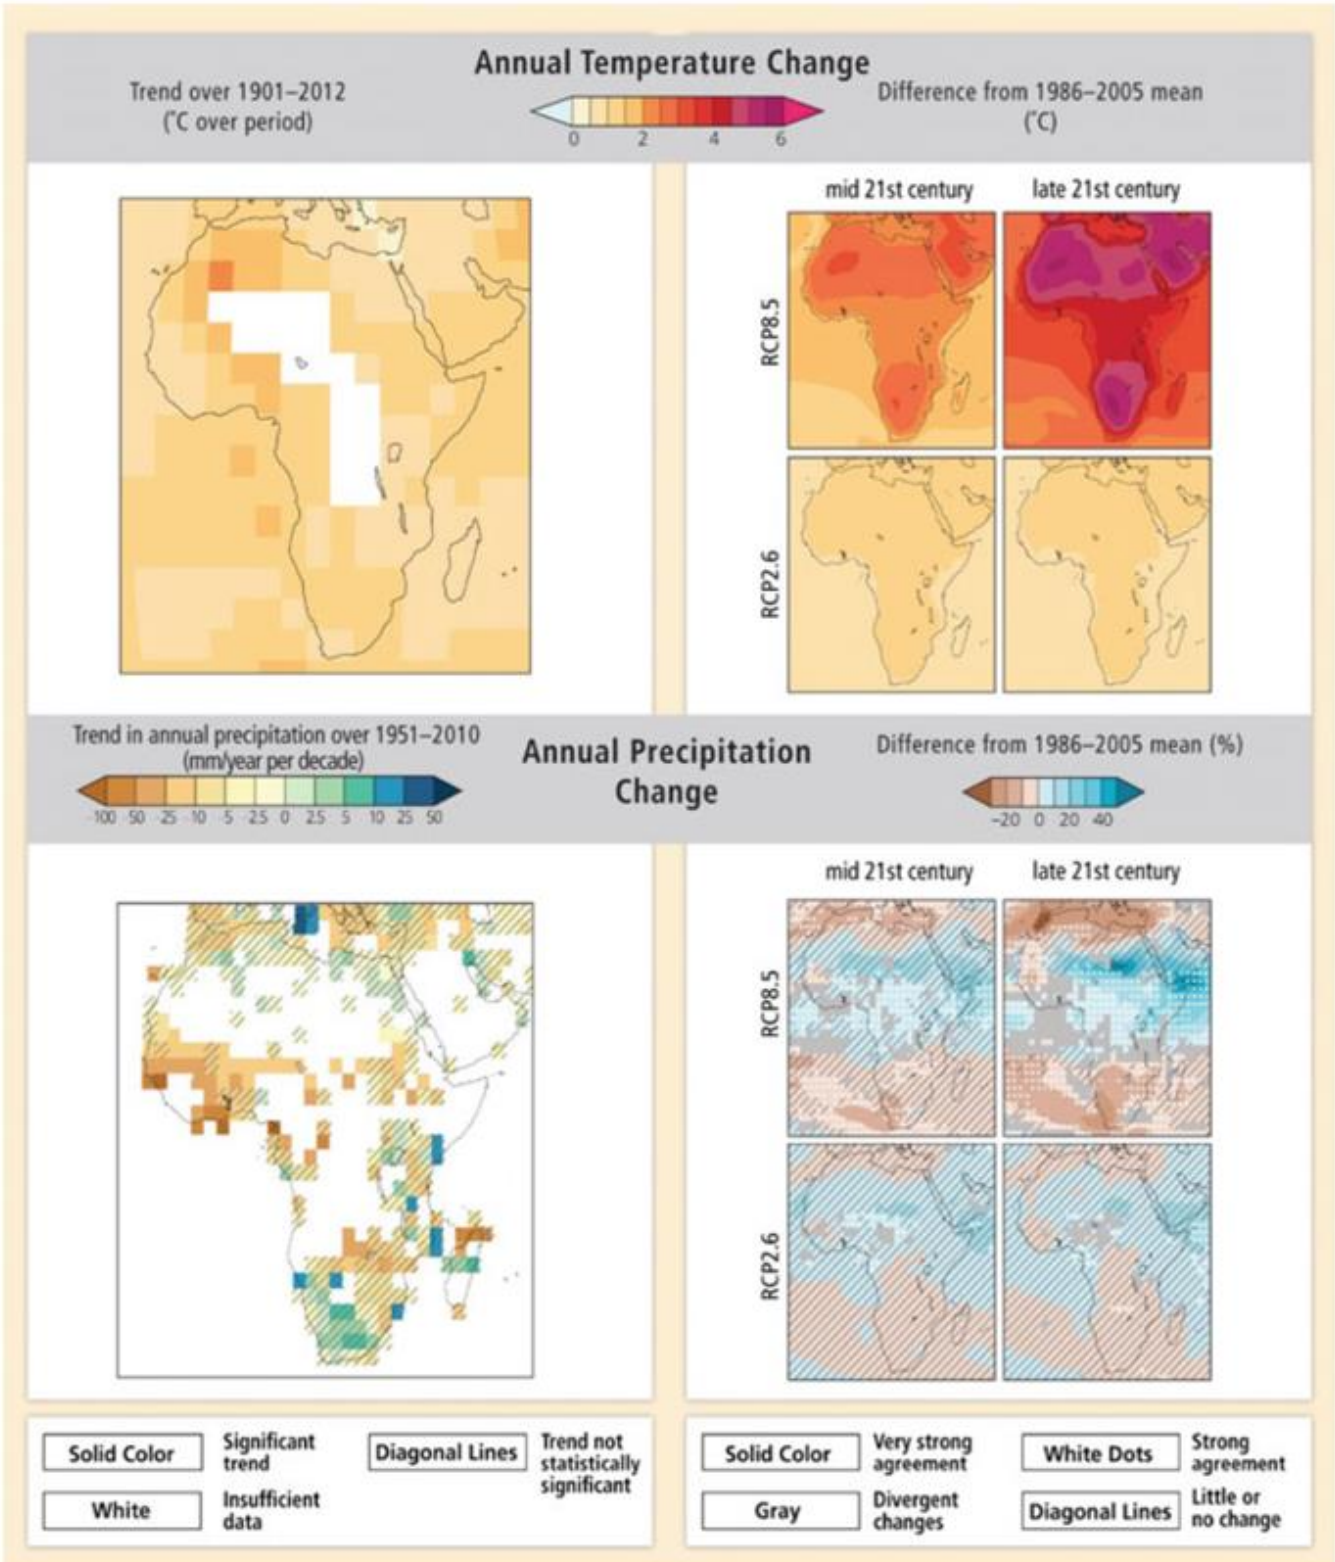 Annual Temperature Change
Trend over 1901–2012
(˚C over period)
Difference from 1986–2005 mean
(˚C)
0 2 4 6
mid 21st century late 21st century
RCP8.5
RCP2.6
Trend in annual precipitation over 1951–2010
(mm/year per decade)
Annual Precipitation
Change
Difference from 1986–2005 mean (%)
-100 -50 -25 -10 -5 -2.5 0 2.5 5 10 25 50
–20 0 20 40
mid 21st century late 21st century
RCP8.5
RCP2.6
Solid Color
Significant
trend
Diagonal Lines
Trend not
statistically
significant
White
Insufficient
data
Solid Color
Very strong
agreement
White Dots
Strong
agreement
Gray
Divergent
changes
Diagonal Lines
Little or
no change